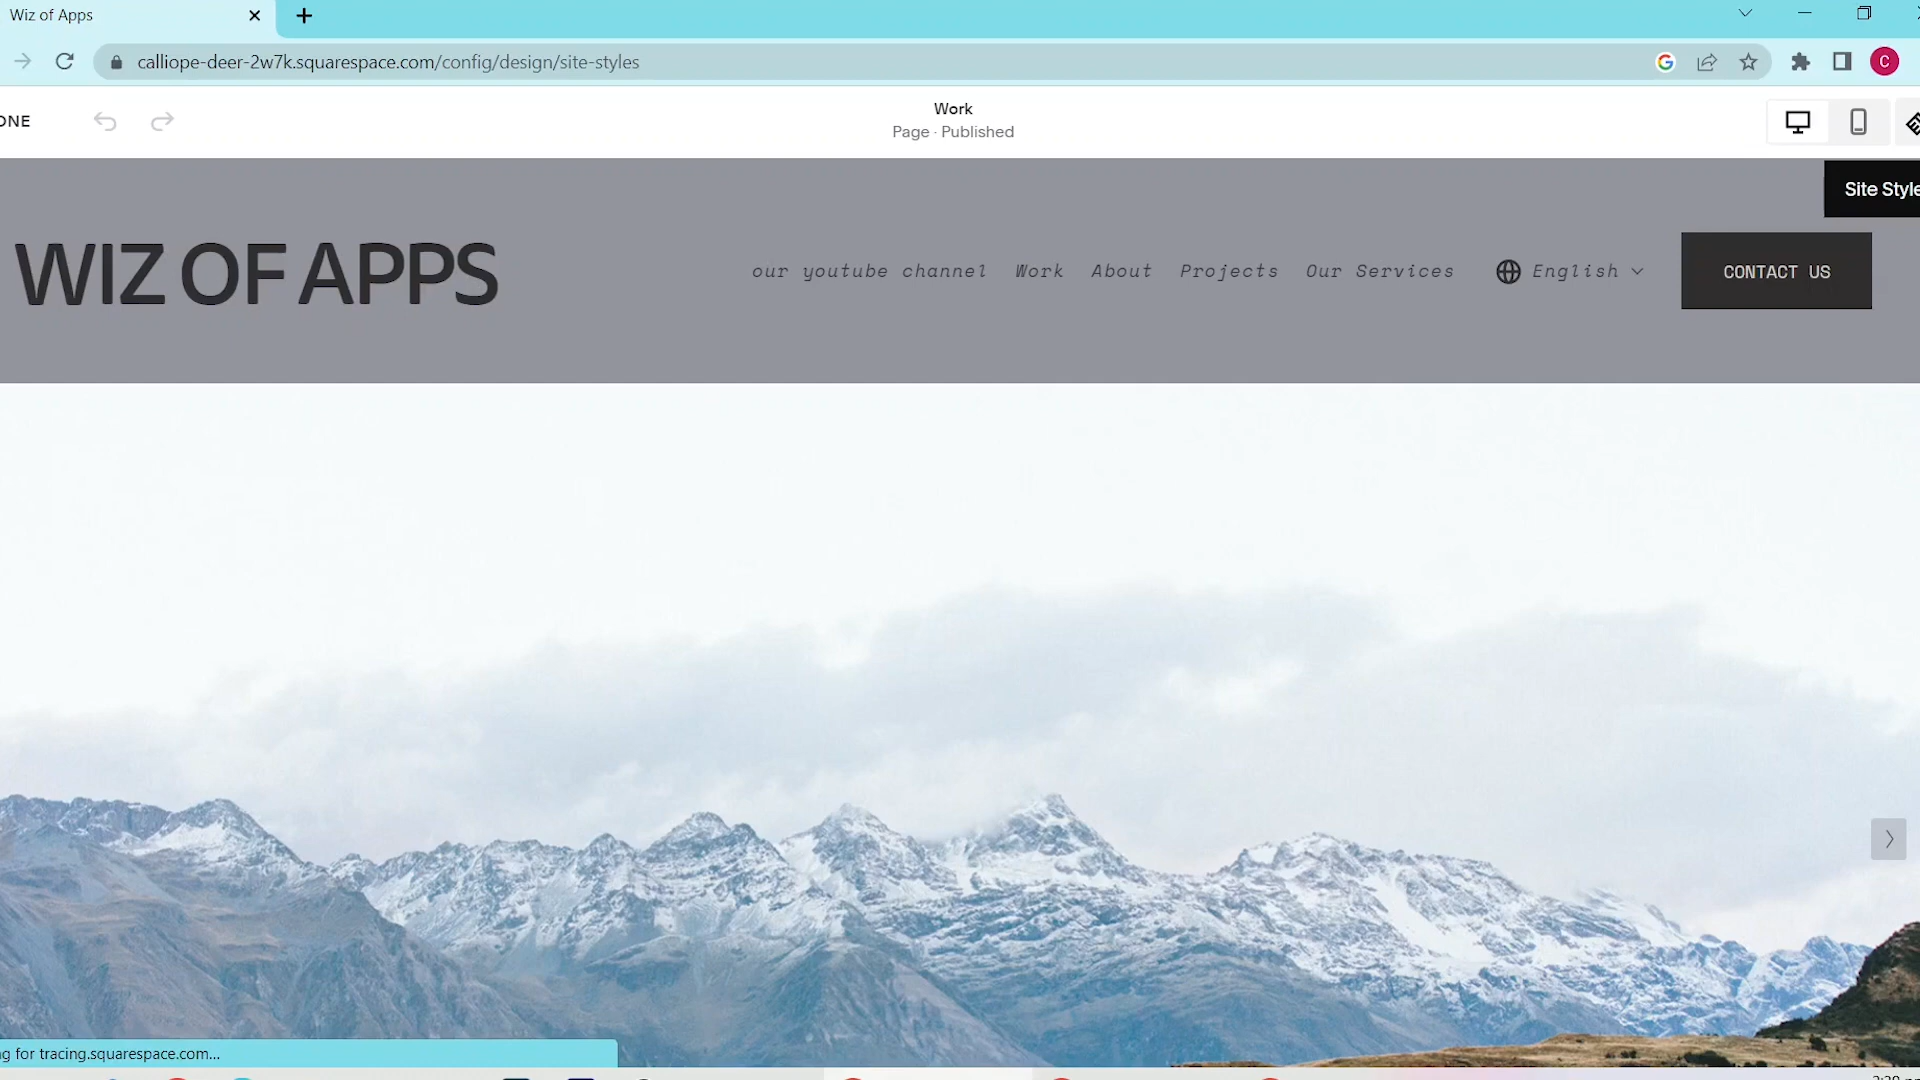 Wiz of Apps
calliope-deer-2w7k.squarespace.com/config/design/site-styles
C
ONE
Work
Page · Published
Site Style
WIZ OF APPS
our youtube channel Work About Projects Our Services English
CONTACT US
g for tracing.squarespace.com...